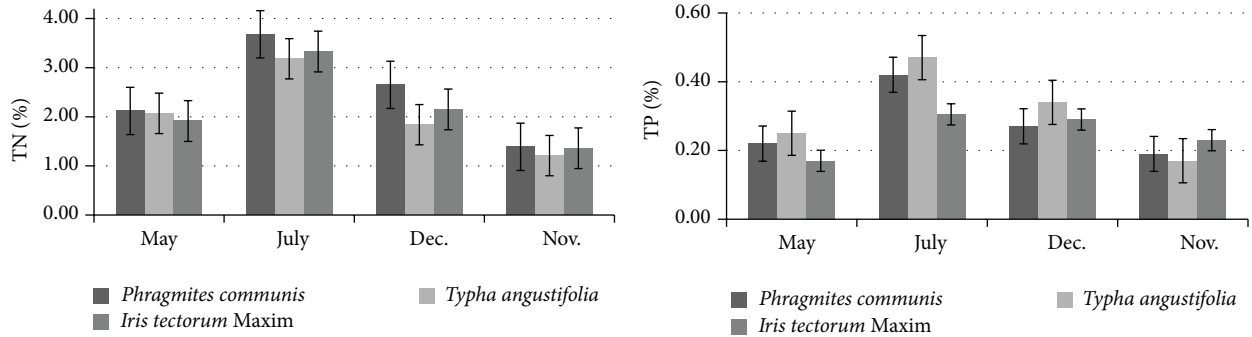 4.00
3.00
2.00
1.00
0.00
TN (%)
May July Dec. Nov.
Phragmites communis Typha angustifolia
Iris tectorum Maxim
0.60
0.40
0.20
0.00
TP (%)
May July Dec. Nov.
Phragmites communis Typha angustifolia
Iris tectorum Maxim